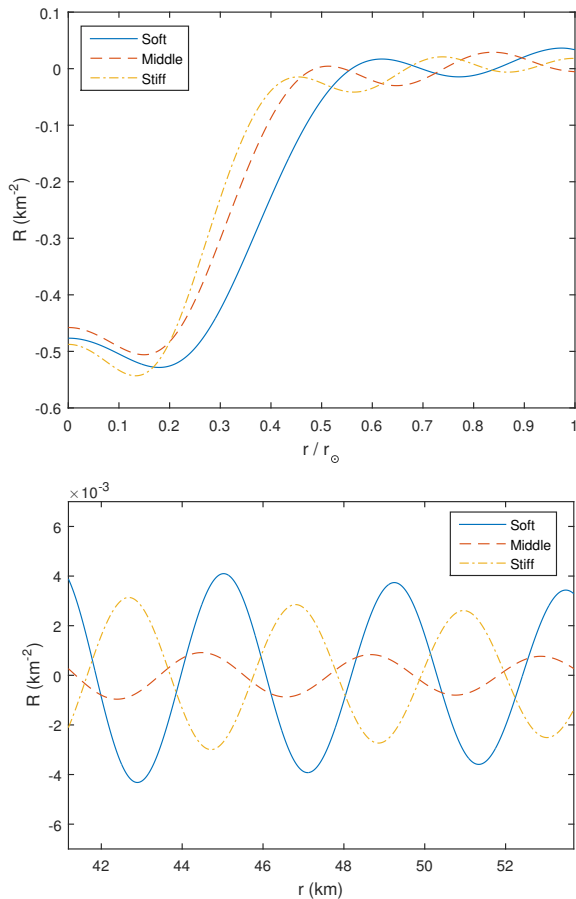 0.1
0
-0.1
-0.2
-0.3
-0.4
-0.5
-0.6
R (km-2)
Soft
Middle
Stiff
0 0.1 0.2 0.3 0.4 0.5 0.6 0.7 0.8 0.9 1
r / r⊙
×10-3
6
4
2
0
-2
-4
-6
R (km-2)
Soft
Middle
Stiff
42 44 46 48 50 52
r (km)